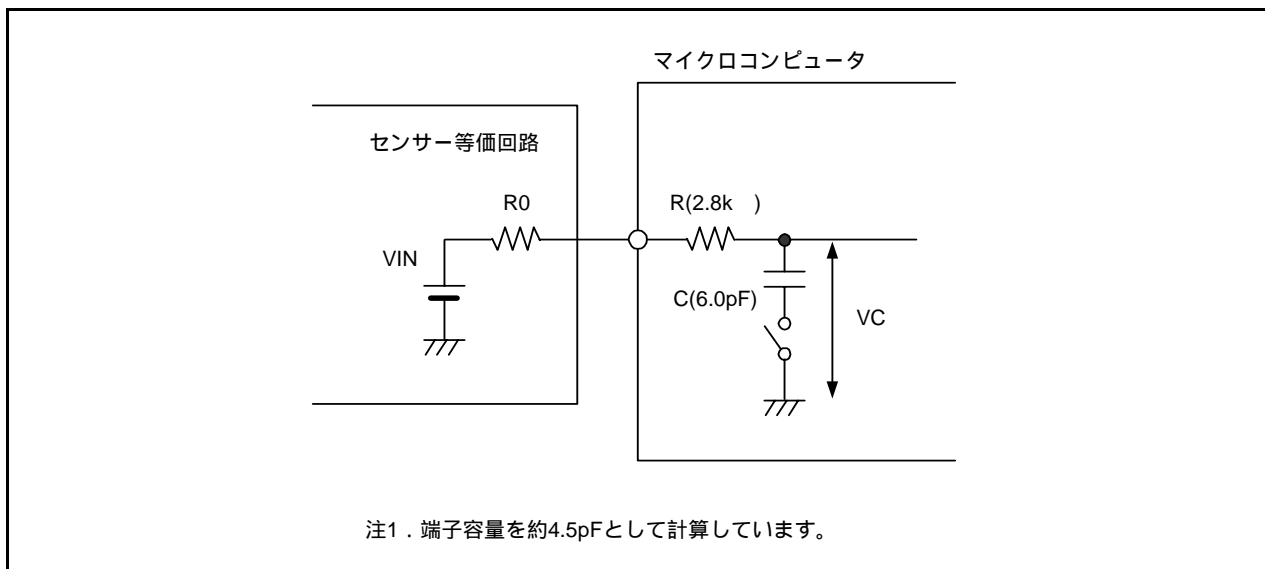 マイクロコンピュータ
センサー等価回路
R0
R(2.8k )
VIN
C(6.0pF)
VC
注1．端子容量を約4.5pFとして計算しています。